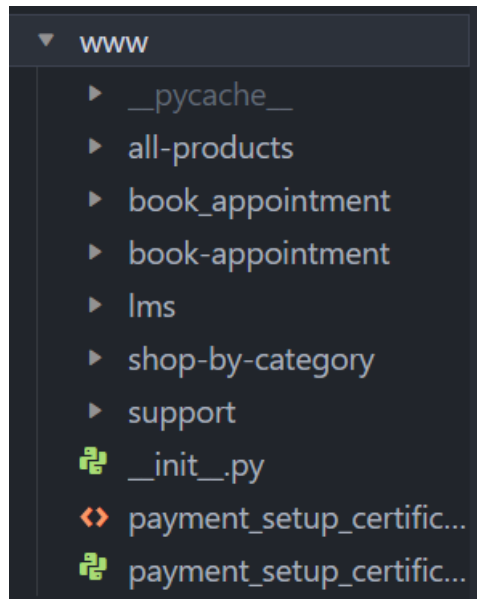 www
__pycache__
all-products
book_appointment
book-appointment
lms
shop-by-category
support
__init__.py
payment_setup_certific...
payment_setup_certific...